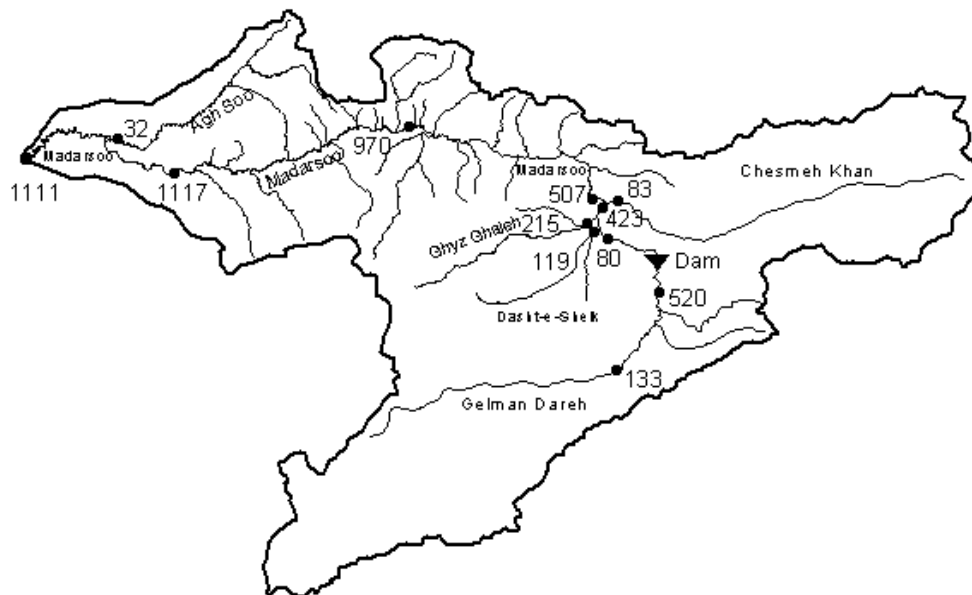 32
Agh Soo
Madarsoo
970
1111
1117
Madarsoo
Madarsoo
Chesmeh Khan
507
83
215
423
Ghyz Ghaleh
119
80
Dam
520
Dasht-e-Sheik
133
Gelman Dareh